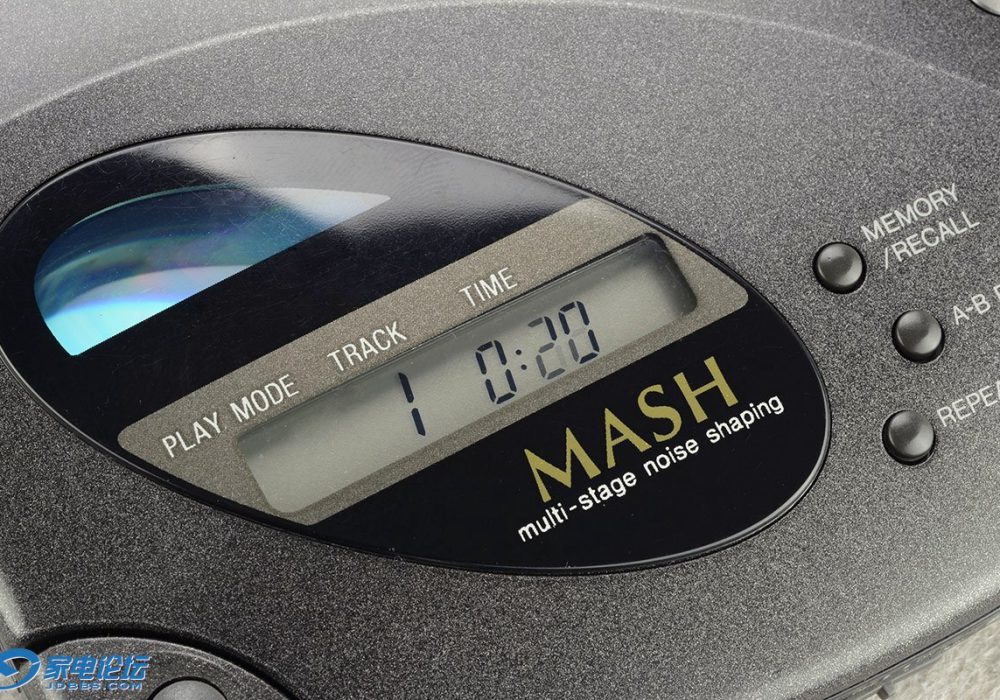 MEMORY
/RECALL
A-B
TIME
TRACK
PLAY MODE
1 0:20
MASH
multi-stage noise shaping
家电论坛
JDBBS.COM